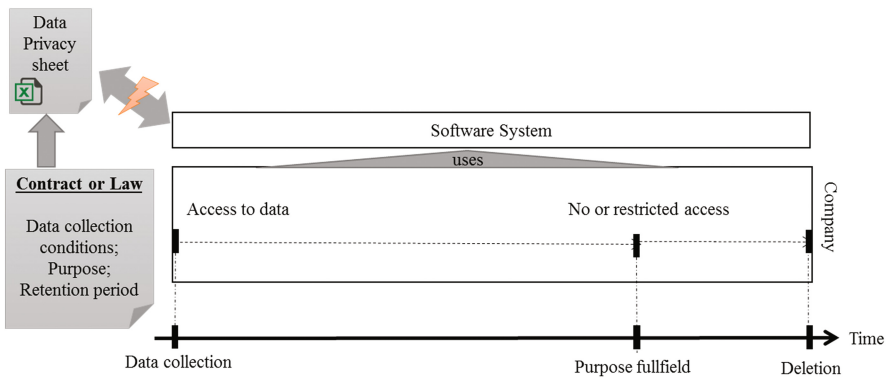 Data
Privacy
sheet
Software System
uses
Contract or Law
Data collection
conditions;
Purpose;
Retention period
Access to data
No or restricted access
Company
Time
Data collection
Purpose fullfield
Deletion